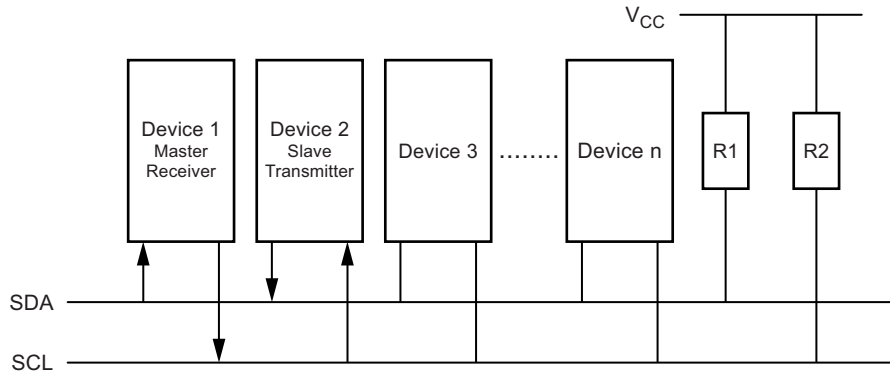 V_CC
Device 1
Master
Receiver
Device 2
Slave
Transmitter
Device 3
........
Device n
R1
R2
SDA
SCL